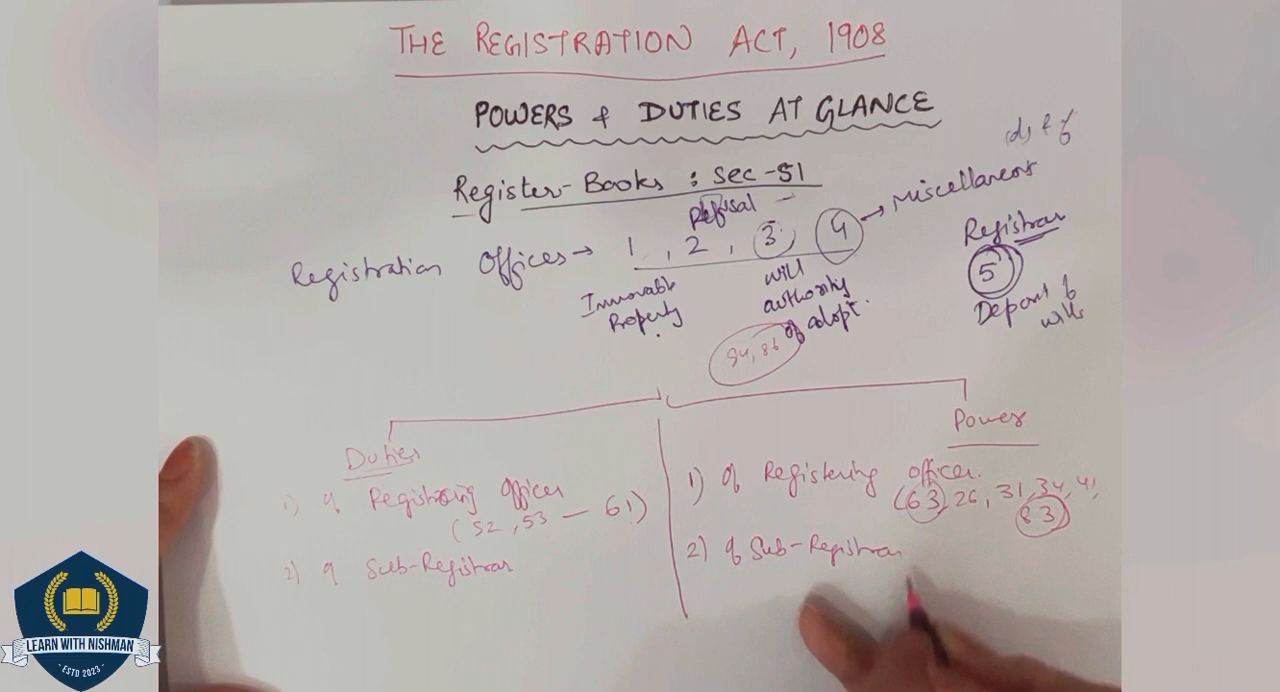 THE REGISTRATION ACT, 1908
POWERS & DUTIES AT GLANCE
(d) & f
Register-Books : Sec-51
Refusal
Miscellaneous
Registration Offices → 1, 2, 3, 4
Registrar
5
Immovable Property
will authority of adopt.
Deposit of wills
84, 86
Duties
1) of Registering Officer
(52, 53 — 61)
2) of Sub-Registrar
Power
1) of Registering officer.
(63, 26, 31, 34, 41,
83)
2) of Sub-Registrar
LEARN WITH NISHMAN
ESTD 2023